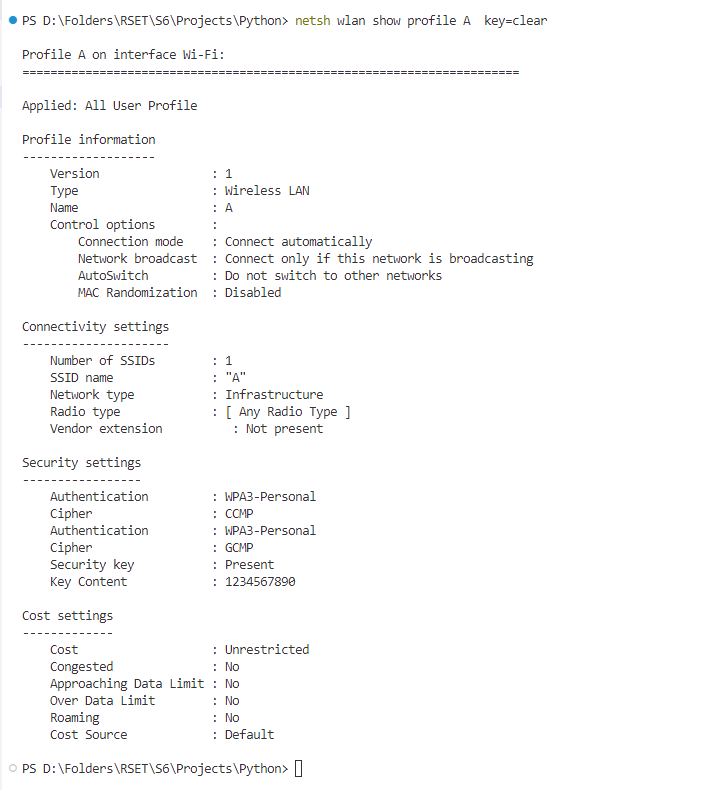 PS D:\Folders\RSET\S6\Projects\Python> netsh wlan show profile A  key=clear
Profile A on interface Wi-Fi:
=======================================================================
Applied: All User Profile
Profile information
-------------------
    Version                : 1
    Type                   : Wireless LAN
    Name                   : A
    Control options        :
        Connection mode    : Connect automatically
        Network broadcast  : Connect only if this network is broadcasting
        AutoSwitch         : Do not switch to other networks
        MAC Randomization  : Disabled
Connectivity settings
---------------------
    Number of SSIDs        : 1
    SSID name              : "A"
    Network type           : Infrastructure
    Radio type             : [ Any Radio Type ]
    Vendor extension          : Not present
Security settings
-----------------
    Authentication         : WPA3-Personal
    Cipher                 : CCMP
    Authentication         : WPA3-Personal
    Cipher                 : GCMP
    Security key           : Present
    Key Content            : 1234567890
Cost settings
-------------
    Cost                   : Unrestricted
    Congested              : No
    Approaching Data Limit : No
    Over Data Limit        : No
    Roaming                : No
    Cost Source            : Default
PS D:\Folders\RSET\S6\Projects\Python>